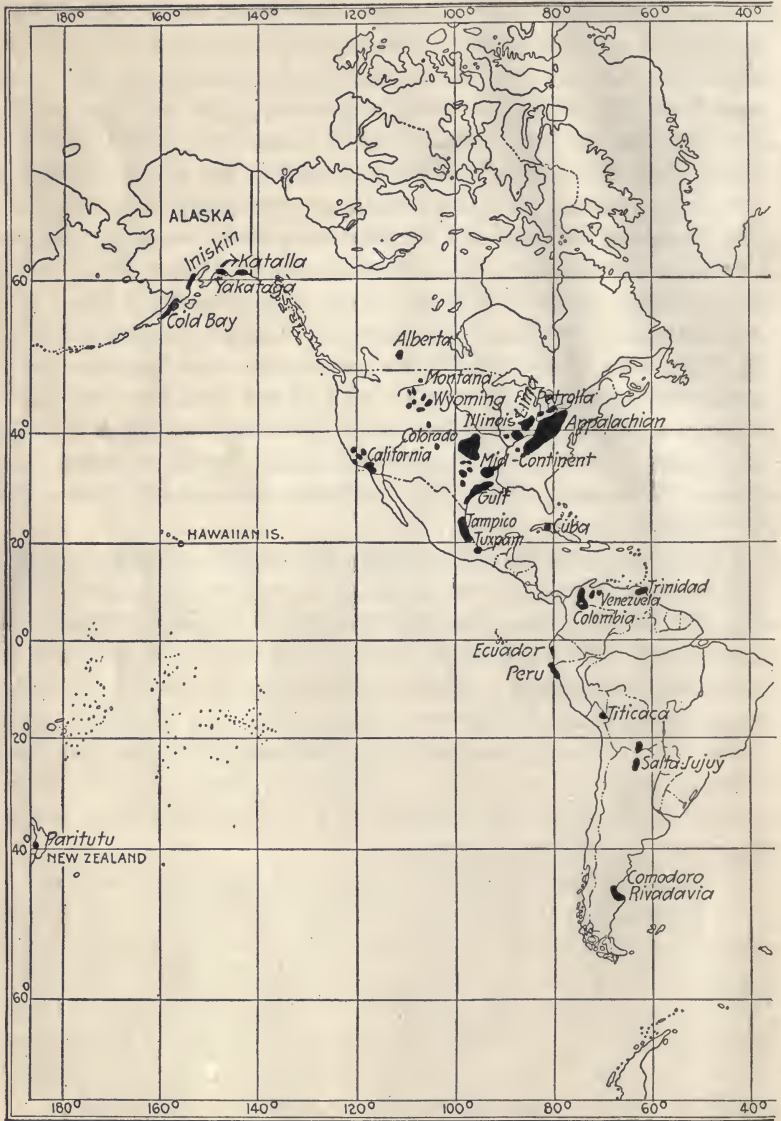 180° 160° 140° 120° 100° 80° 60° 40°
ALASKA
Iniskin
Katalla
60°
Yakataga
Cold Bay
Alberta
Montana
Wyoming
Lima
Petrolia
Illinois
Appalachian
40°
Colorado
California
Mid-Continent
Gulf
Tampico
Tuxpam
Cuba
HAWAIIAN IS.
20°
Trinidad
Venezuela
Colombia
0°
Ecuador
Peru
Titicaca
20°
Salta Jujuy
Paritutu
40°
NEW ZEALAND
Comodoro
Rivadavia
60°
180° 160° 140° 120° 100° 80° 60° 40°